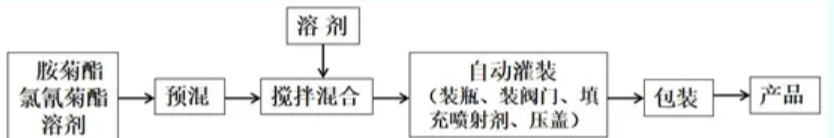 溶 剂
胺菊酯
氯氰菊酯
溶剂
预混
搅拌混合
自动灌装
（装瓶、装阀门、填
充喷射剂、压盖）
包装
产品